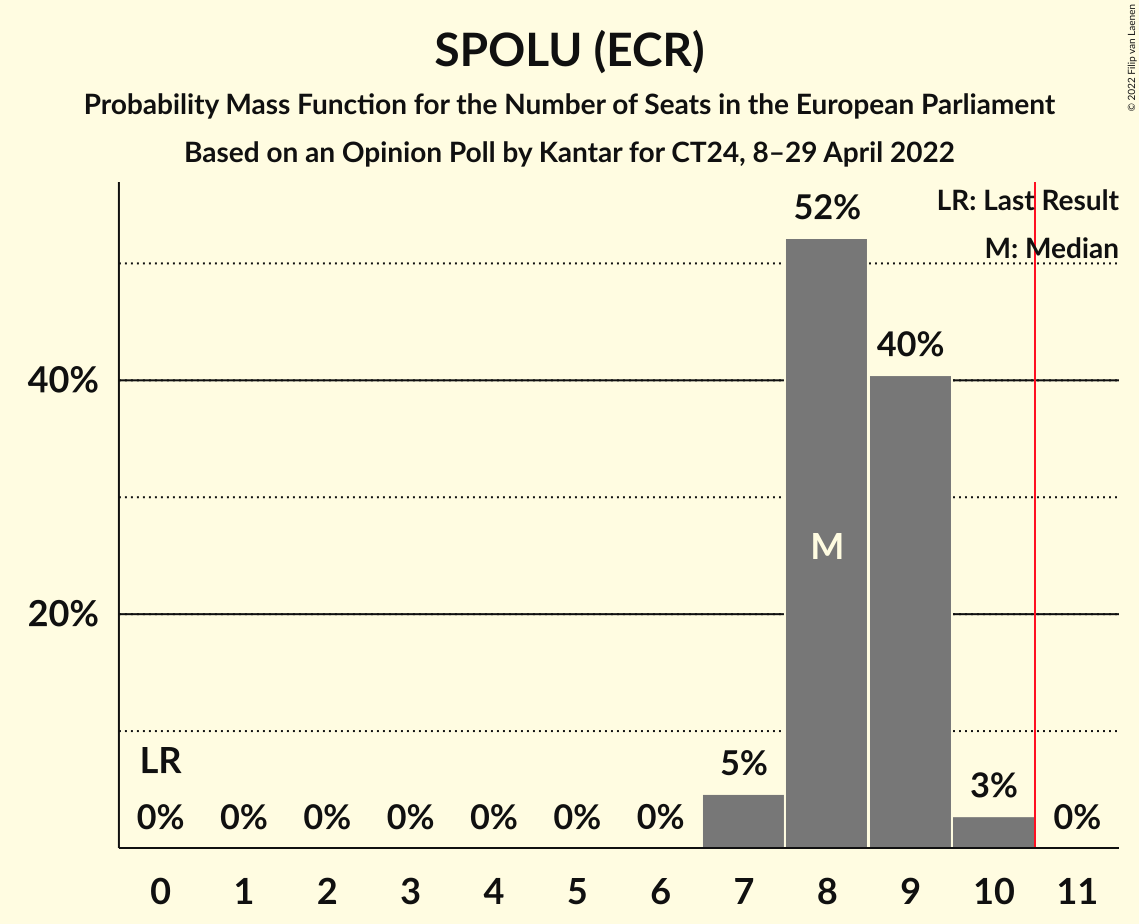 SPOLU (ECR)
Probability Mass Function for the Number of Seats in the European Parliament
Based on an Opinion Poll by Kantar for CT24, 8–29 April 2022
© 2022 Filip van Laenen
LR: Last Result
M: Median
52%
40%
40%
M
20%
LR
5%
3%
0% 0% 0% 0% 0% 0% 0% 0%
0 1 2 3 4 5 6 7 8 9 10 11